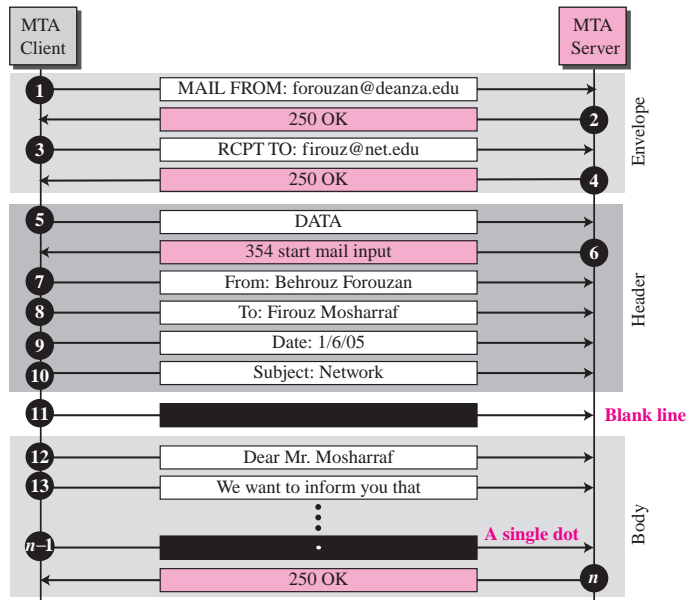 MTA Client
MTA Server
1 MAIL FROM: forouzan@deanza.edu
250 OK 2
3 RCPT TO: firouz@net.edu
250 OK 4
Envelope
5 DATA
354 start mail input 6
7 From: Behrouz Forouzan
8 To: Firouz Mosharraf
9 Date: 1/6/05
10 Subject: Network
Header
11 Blank line
12 Dear Mr. Mosharraf
13 We want to inform you that
n–1 . A single dot
250 OK n
Body